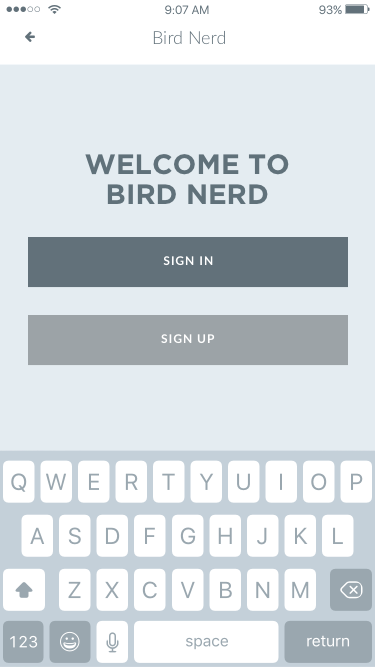 9:07 AM
93%
Bird Nerd
WELCOME TO
BIRD NERD
SIGN IN
SIGN UP
Q W E R T Y U I O P
A S D F G H J K L
Z X C V B N M
123 space return